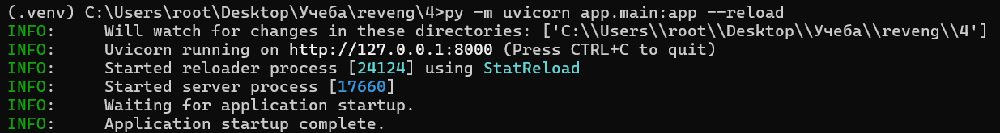 (.venv) C:\Users\root\Desktop\Учеба\reveng\4>py -m uvicorn app.main:app --reload
INFO:     Will watch for changes in these directories: ['C:\\Users\\root\\Desktop\\Учеба\\reveng\\4']
INFO:     Uvicorn running on http://127.0.0.1:8000 (Press CTRL+C to quit)
INFO:     Started reloader process [24124] using StatReload
INFO:     Started server process [17660]
INFO:     Waiting for application startup.
INFO:     Application startup complete.